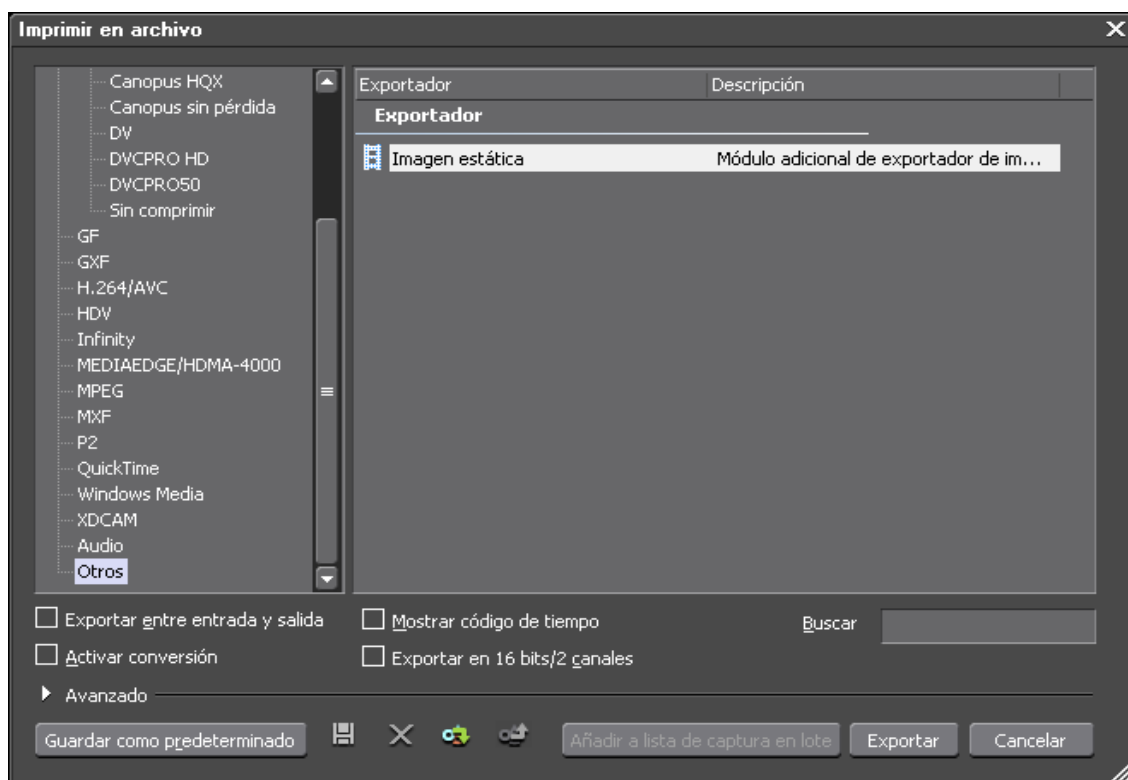 Imprimir en archivo
Canopus HQX
Canopus sin pérdida
DV
DVCPRO HD
DVCPRO50
Sin comprimir
GF
GXF
H.264/AVC
HDV
Infinity
MEDIAEDGE/HDMA-4000
MPEG
MXF
P2
QuickTime
Windows Media
XDCAM
Audio
Otros
Exportador Descripción
Exportador
Imagen estática Módulo adicional de exportador de im...
Exportar entre entrada y salida
Mostrar código de tiempo
Buscar
Activar conversión
Exportar en 16 bits/2 canales
Avanzado
Guardar como predeterminado
Añadir a lista de captura en lote
Exportar
Cancelar